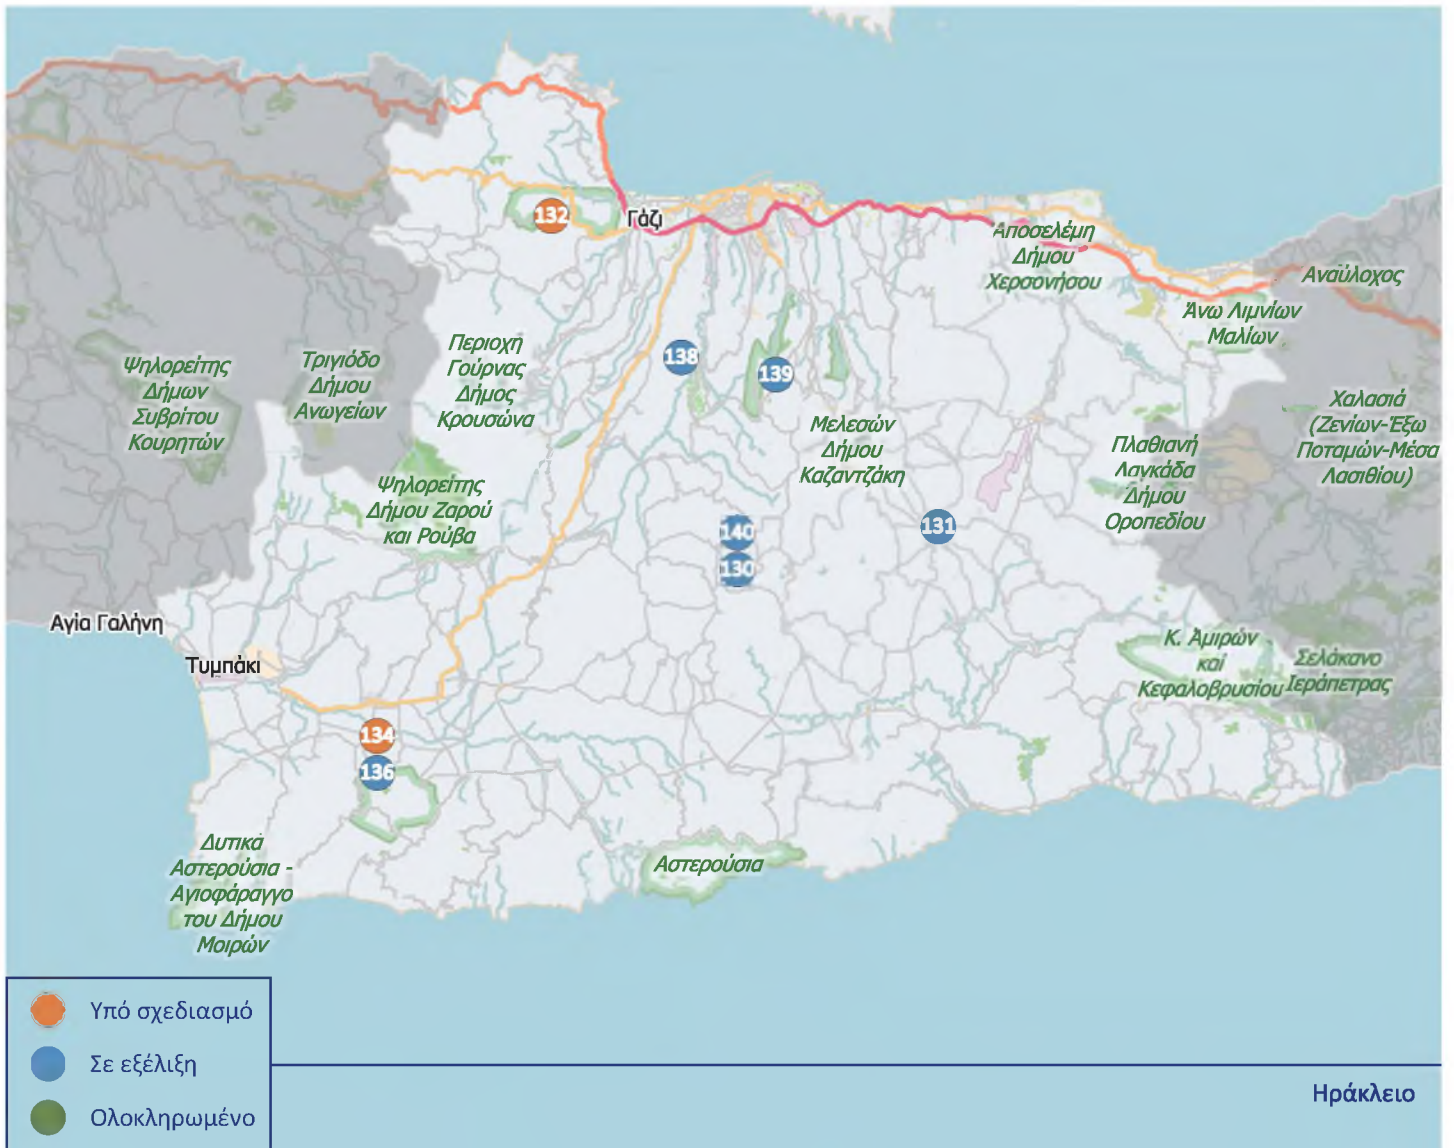 132
Γάζι
Αποσελέμη
Δήμου
Χερσονήσου
Αναϋλοχος
Άνω Λιμνίων
Μαλίων
Ψηλορείτης
Δήμων
Συβρίτου
Κουρητών
Τριγιόδο
Δήμου
Ανωγείων
Περιοχή
Γούρνας
Δήμος
Κρουσώνα
138
139
Μελεσών
Δήμου
Καζαντζάκη
Πλαθιανή
Λαγκάδα
Δήμου
Οροπεδίου
Χαλασιά
(Ζενίων-Έξω
Ποταμών-Μέσα
Λασιθίου)
Ψηλορείτης
Δήμου Ζαρού
και Ρούβα
140
130
131
Αγία Γαλήνη
Τυμπάκι
Κ. Αμιρών
καί
Κεφαλοβρυσίου
Σελάκανο
Ιεράπετρας
134
136
Δυτικά
Αστερούσια -
Αγιοφάραγγο
του Δήμου
Μοιρών
Αστερούσια
Υπό σχεδιασμό
Σε εξέλιξη
Ολοκληρωμένο
Ηράκλειο